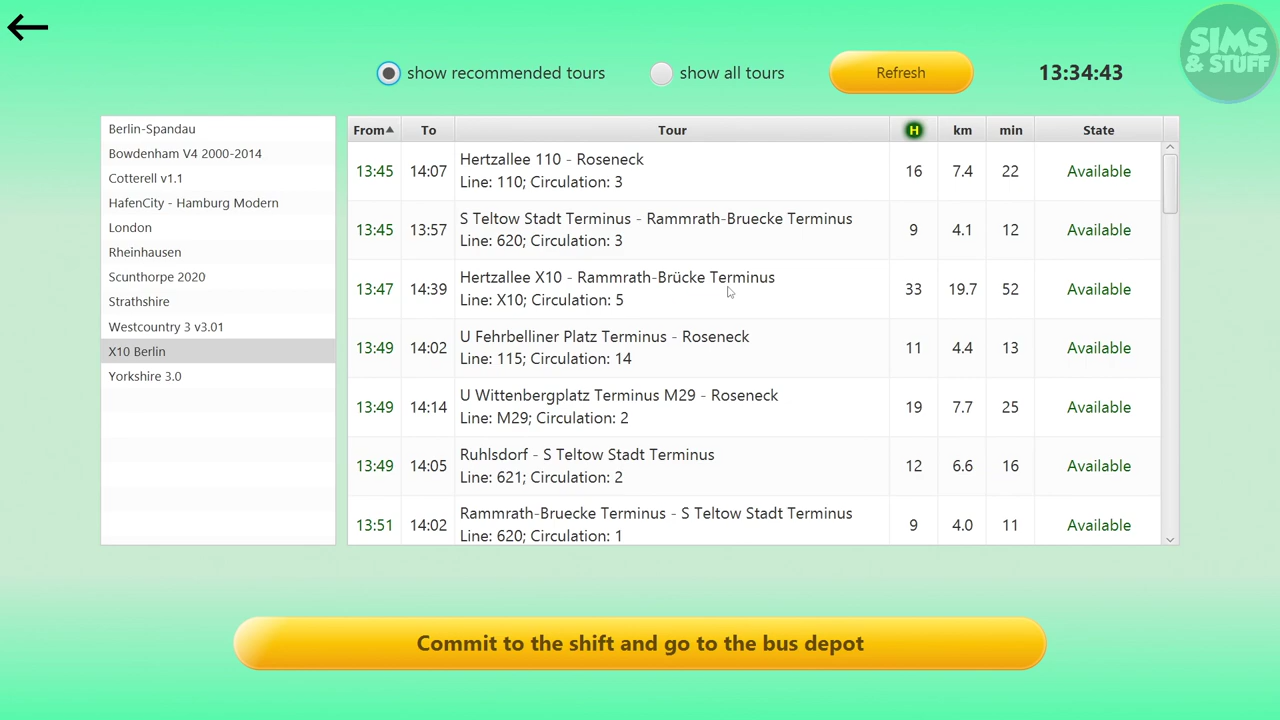 show recommended tours
show all tours
Refresh
13:34:43
SIMS
& STUFF
Berlin-Spandau
Bowdenham V4 2000-2014
Cotterell v1.1
HafenCity - Hamburg Modern
London
Rheinhausen
Scunthorpe 2020
Strathshire
Westcountry 3 v3.01
X10 Berlin
Yorkshire 3.0
From To Tour H km min State
13:45 14:07 Hertzallee 110 - Roseneck 16 7.4 22 Available
Line: 110; Circulation: 3
13:45 13:57 S Teltow Stadt Terminus - Rammrath-Bruecke Terminus 9 4.1 12 Available
Line: 620; Circulation: 3
13:47 14:39 Hertzallee X10 - Rammrath-Brücke Terminus 33 19.7 52 Available
Line: X10; Circulation: 5
13:49 14:02 U Fehrbelliner Platz Terminus - Roseneck 11 4.4 13 Available
Line: 115; Circulation: 14
13:49 14:14 U Wittenbergplatz Terminus M29 - Roseneck 19 7.7 25 Available
Line: M29; Circulation: 2
13:49 14:05 Ruhlsdorf - S Teltow Stadt Terminus 12 6.6 16 Available
Line: 621; Circulation: 2
13:51 14:02 Rammrath-Bruecke Terminus - S Teltow Stadt Terminus 9 4.0 11 Available
Line: 620; Circulation: 1
Commit to the shift and go to the bus depot